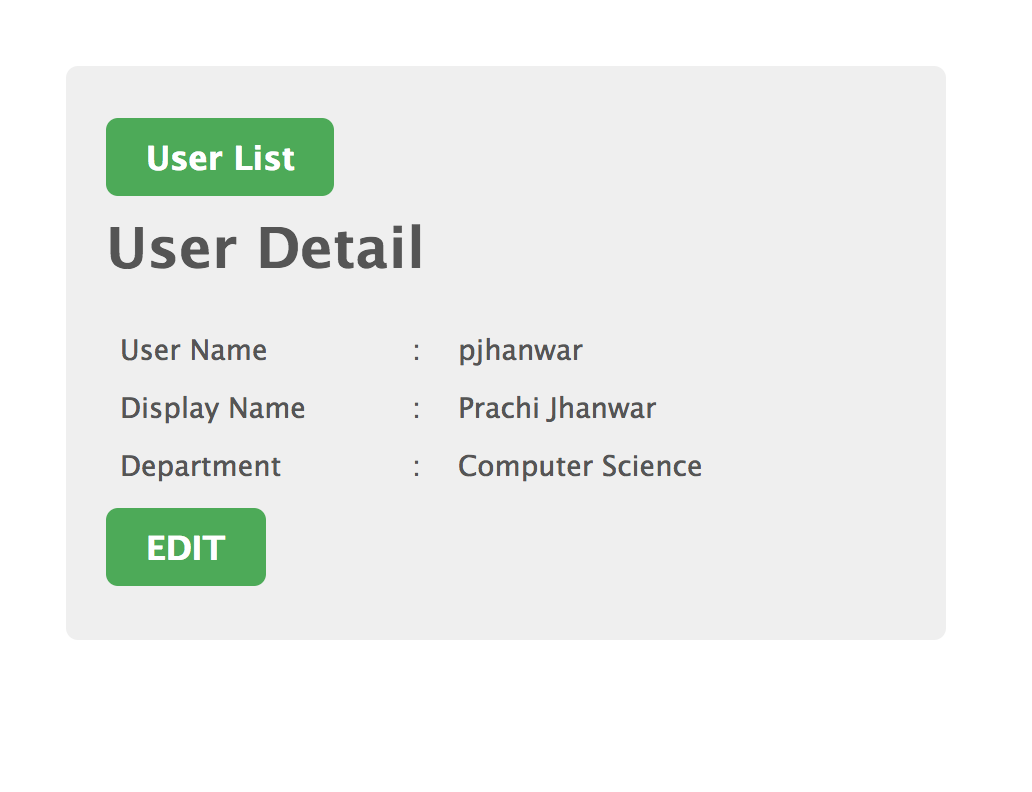 User List
User Detail
User Name : pjhanwar
Display Name : Prachi Jhanwar
Department : Computer Science
EDIT